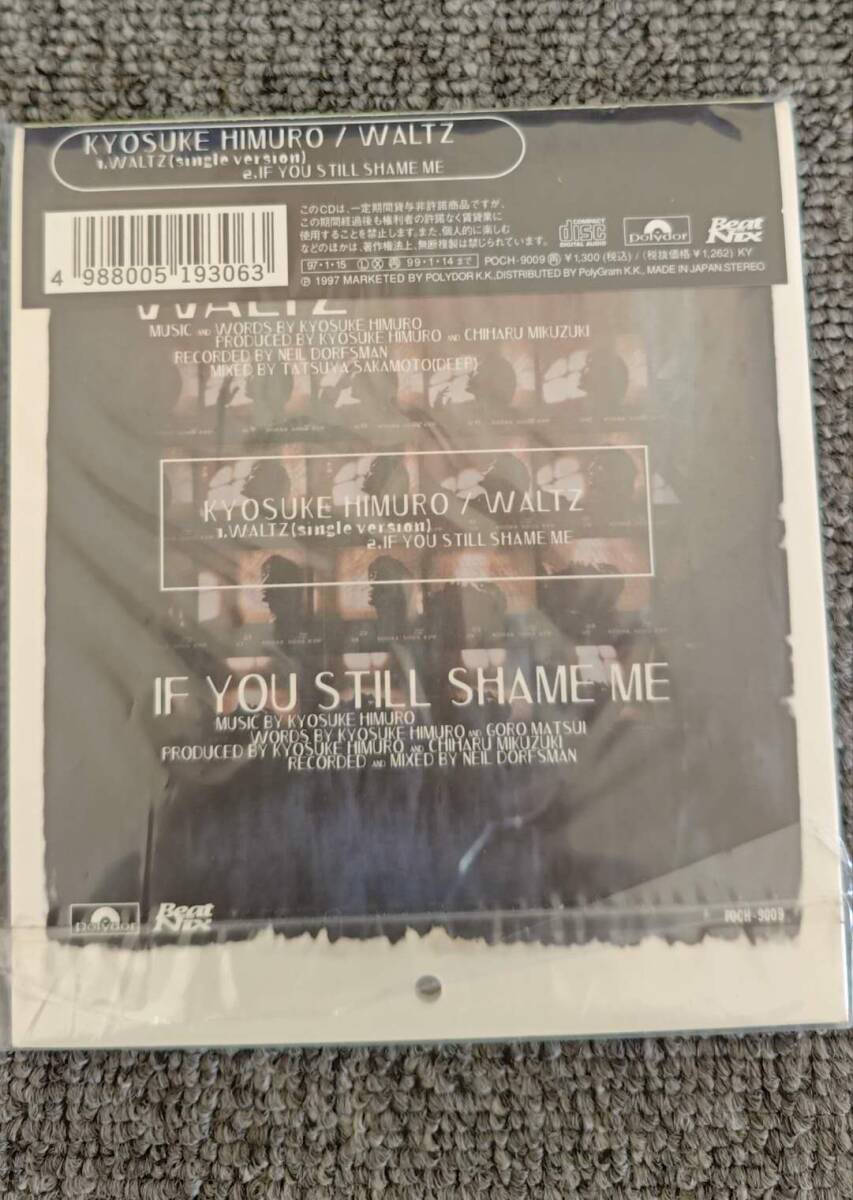 KYOSUKE HIMURO / WALTZ
1.WALTZ(single version)
2.IF YOU STILL SHAME ME
このCDは、一定期間貸与非許諾商品ですが、
この期間経過後も権利者の許諾なく賃貸業に
使用することを禁止します。また、個人的に楽しむ
などのほかは、著作権法上、無断複製は禁じられています。
COMPACT
disc
DIGITAL AUDIO
Polydor
Beat
Nix
4 988005 193063
97・1・15 Ⓛ Ⓧ 再 99・1・14まで POCH-9009 再 ¥1,300(税込)/(税抜価格¥1,262) KY
Ⓟ 1997 MARKETED BY POLYDOR K.K., DISTRIBUTED BY PolyGram K.K., MADE IN JAPAN. STEREO
WALTZ
MUSIC AND WORDS BY KYOSUKE HIMURO
PRODUCED BY KYOSUKE HIMURO AND CHIHARU MIKUZUKI
RECORDED BY NEIL DORFSMAN
MIXED BY TATSUYA SAKAMOTO(DEEP)
KYOSUKE HIMURO / WALTZ
1.WALTZ(single version)
2.IF YOU STILL SHAME ME
IF YOU STILL SHAME ME
MUSIC BY KYOSUKE HIMURO
WORDS BY KYOSUKE HIMURO AND GORO MATSUI
PRODUCED BY KYOSUKE HIMURO AND CHIHARU MIKUZUKI
RECORDED AND MIXED BY NEIL DORFSMAN
Polydor
Beat
Nix
POCH-9009